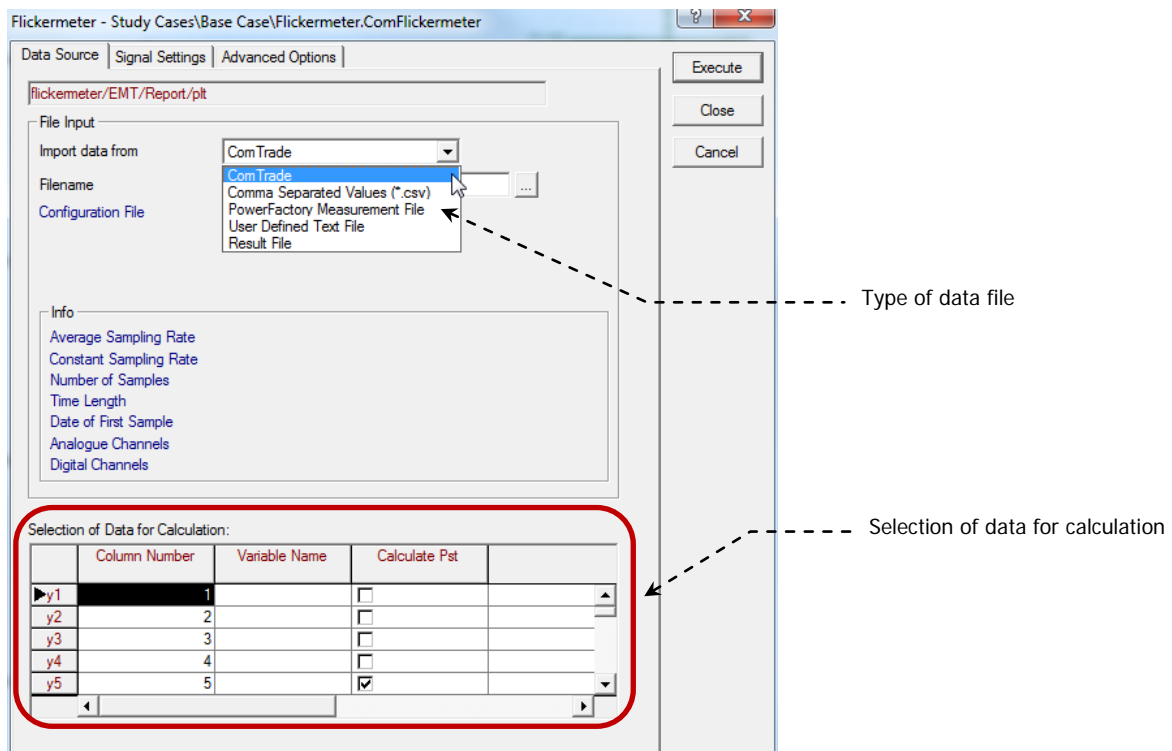 Flickermeter - Study Cases\Base Case\Flickermeter.ComFlickermeter
?
X
Data Source
Signal Settings
Advanced Options
Execute
flickermeter/EMT/Report/plt
Close
File Input
Import data from
ComTrade
Cancel
ComTrade
Filename
...
Comma Separated Values (*.csv)
Configuration File
PowerFactory Measurement File
User Defined Text File
Result File
Type of data file
Info
Average Sampling Rate
Constant Sampling Rate
Number of Samples
Time Length
Date of First Sample
Analogue Channels
Digital Channels
Selection of data for calculation
Selection of Data for Calculation:
Column Number Variable Name Calculate Pst
y1 1
y2 2
y3 3
y4 4
y5 5